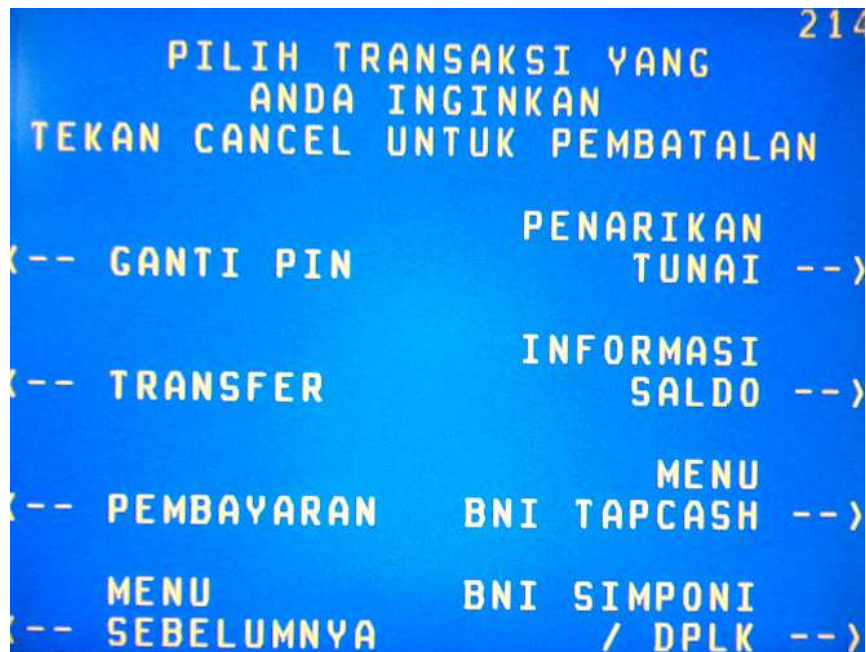 214
PILIH TRANSAKSI YANG
ANDA INGINKAN
TEKAN CANCEL UNTUK PEMBATALAN
PENARIKAN
<-- GANTI PIN TUNAI -->
INFORMASI
<-- TRANSFER SALDO -->
MENU
<-- PEMBAYARAN BNI TAPCASH -->
MENU BNI SIMPONI
<-- SEBELUMNYA / DPLK -->